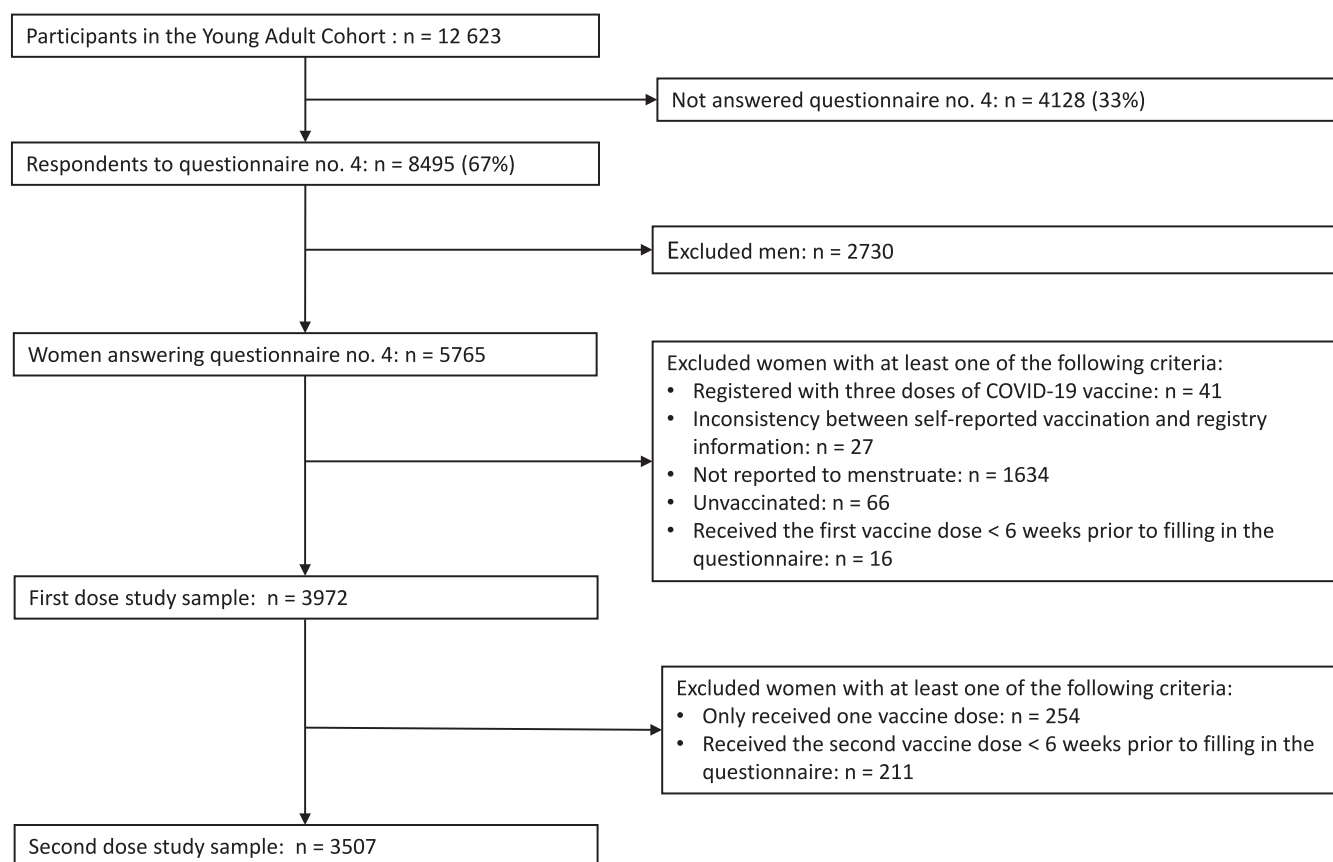 Participants in the Young Adult Cohort : n = 12 623
Not answered questionnaire no. 4: n = 4128 (33%)
Respondents to questionnaire no. 4: n = 8495 (67%)
Excluded men: n = 2730
Women answering questionnaire no. 4: n = 5765
Excluded women with at least one of the following criteria:
• Registered with three doses of COVID-19 vaccine: n = 41
• Inconsistency between self-reported vaccination and registry
information: n = 27
• Not reported to menstruate: n = 1634
• Unvaccinated: n = 66
• Received the first vaccine dose < 6 weeks prior to filling in the
questionnaire: n = 16
First dose study sample: n = 3972
Excluded women with at least one of the following criteria:
• Only received one vaccine dose: n = 254
• Received the second vaccine dose < 6 weeks prior to filling in the
questionnaire: n = 211
Second dose study sample: n = 3507